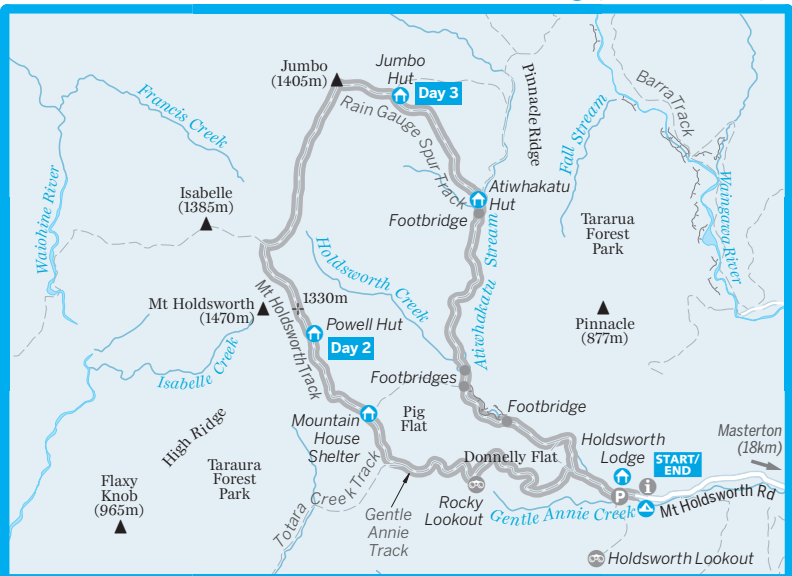 Jumbo
(1405m)
Jumbo
Hut
Day 3
Rain Gauge Spur Track
Pinnacle Ridge
Barra Track
Fall Stream
Francis Creek
Waiohine River
Isabelle
(1385m)
Atiwhakatu
Hut
Footbridge
Tararua
Forest
Park
Waingawa River
Holdsworth Creek
Atiwhakatu Stream
Mt Holdsworth
(1470m)
1330m
Mt Holdsworth Track
Powell Hut
Day 2
Pinnacle
(877m)
Isabelle Creek
Footbridges
Footbridge
Mountain
House
Shelter
Pig
Flat
High Ridge
Taraura
Forest
Park
Donnelly Flat
Holdsworth
Lodge
START/
END
Masterton
(18km)
Flaxy
Knob
(965m)
Totara Creek Track
Gentle
Annie
Track
Rocky
Lookout
Gentle Annie Creek
P
i
Mt Holdsworth Rd
Holdsworth Lookout